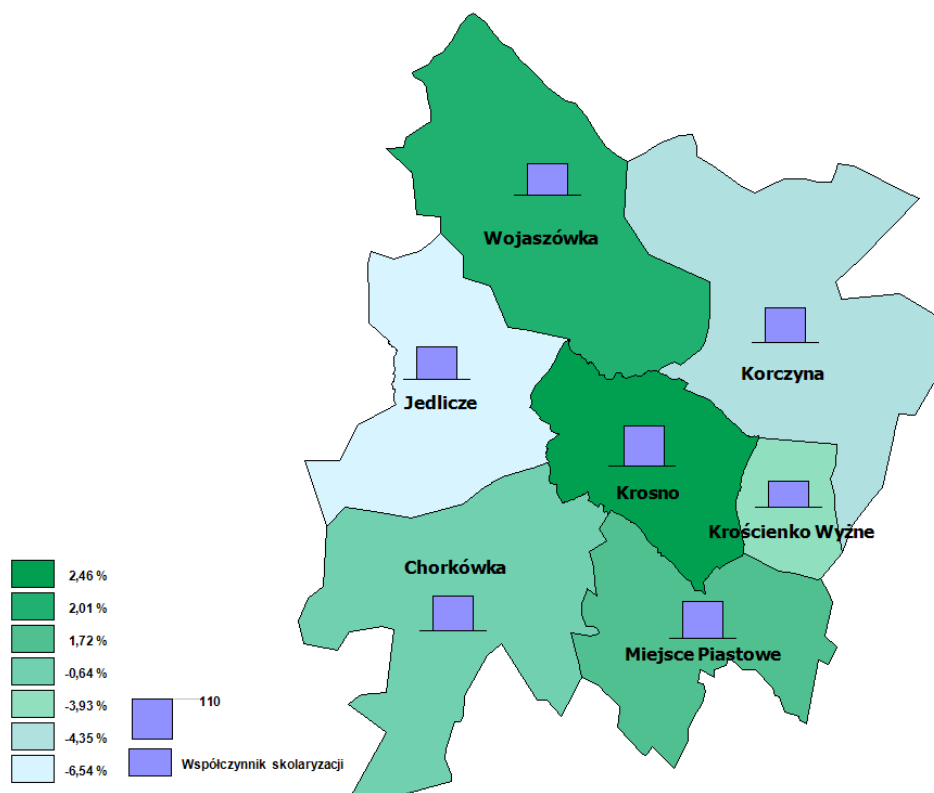 Wojaszówka
Korczyna
Jedlicze
Krosno
Krościenko Wyżne
Chorkówka
Miejsce Piastowe
2,46 %
2,01 %
1,72 %
-0,64 %
-3,93 %
-4,35 %
-6,54 %
110
Współczynnik skolaryzacji